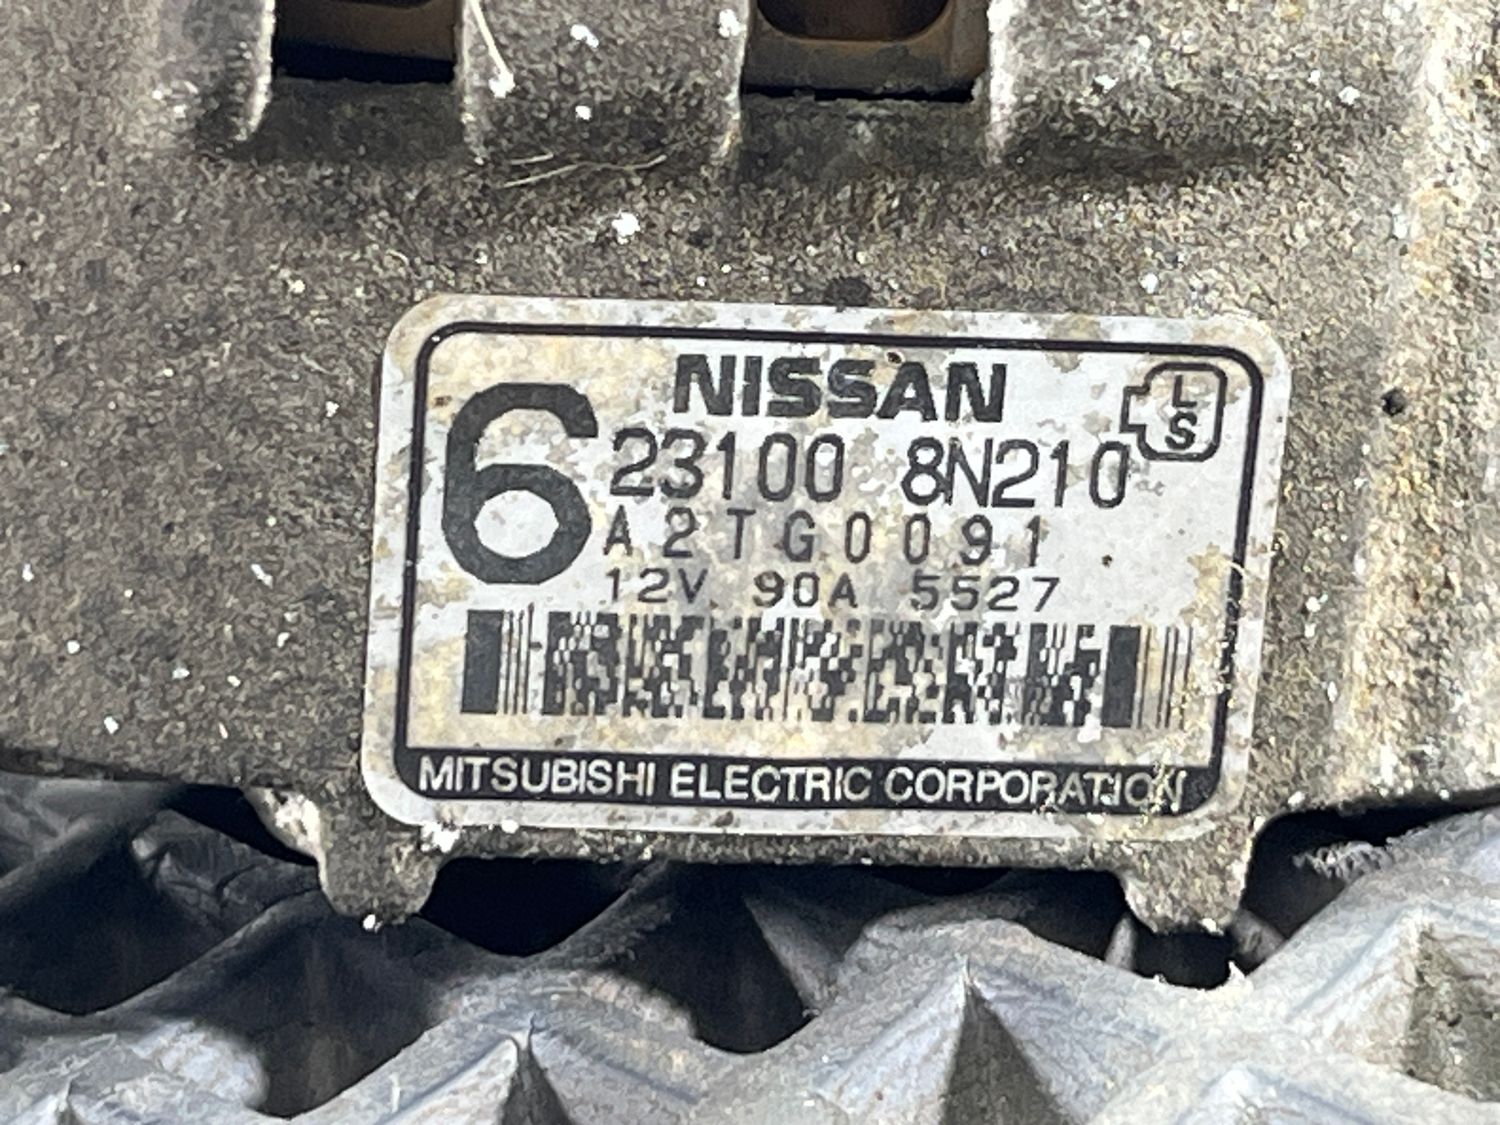 NISSAN
L
S
6
23100 8N210
A2TG0091
12V 90A 5527
MITSUBISHI ELECTRIC CORPORATION